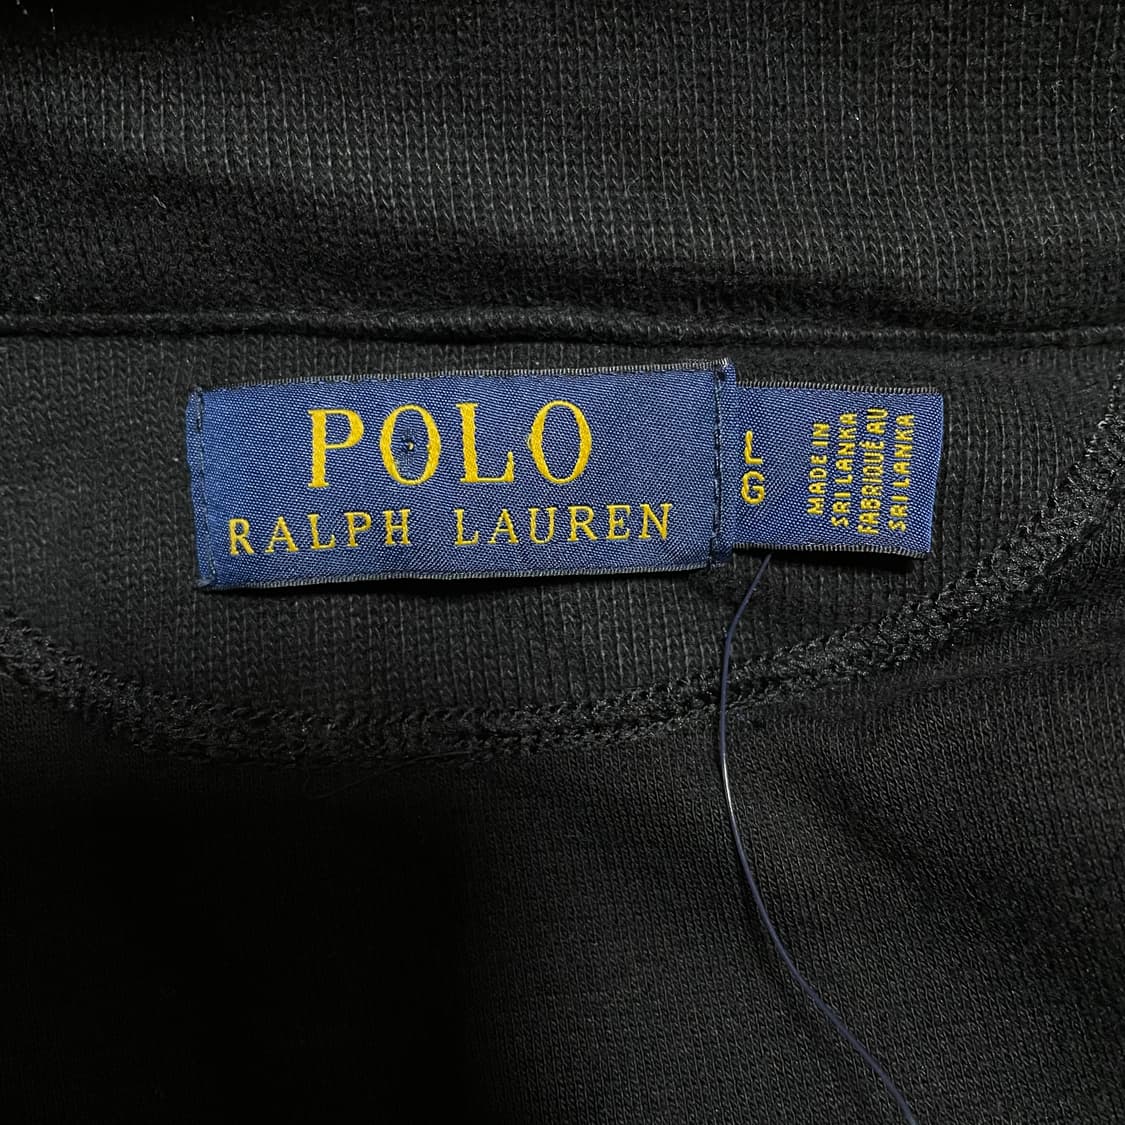 POLO
RALPH LAUREN
L
G
MADE IN
SRI LANKA
FABRIQUÉ AU
SRI LANKA